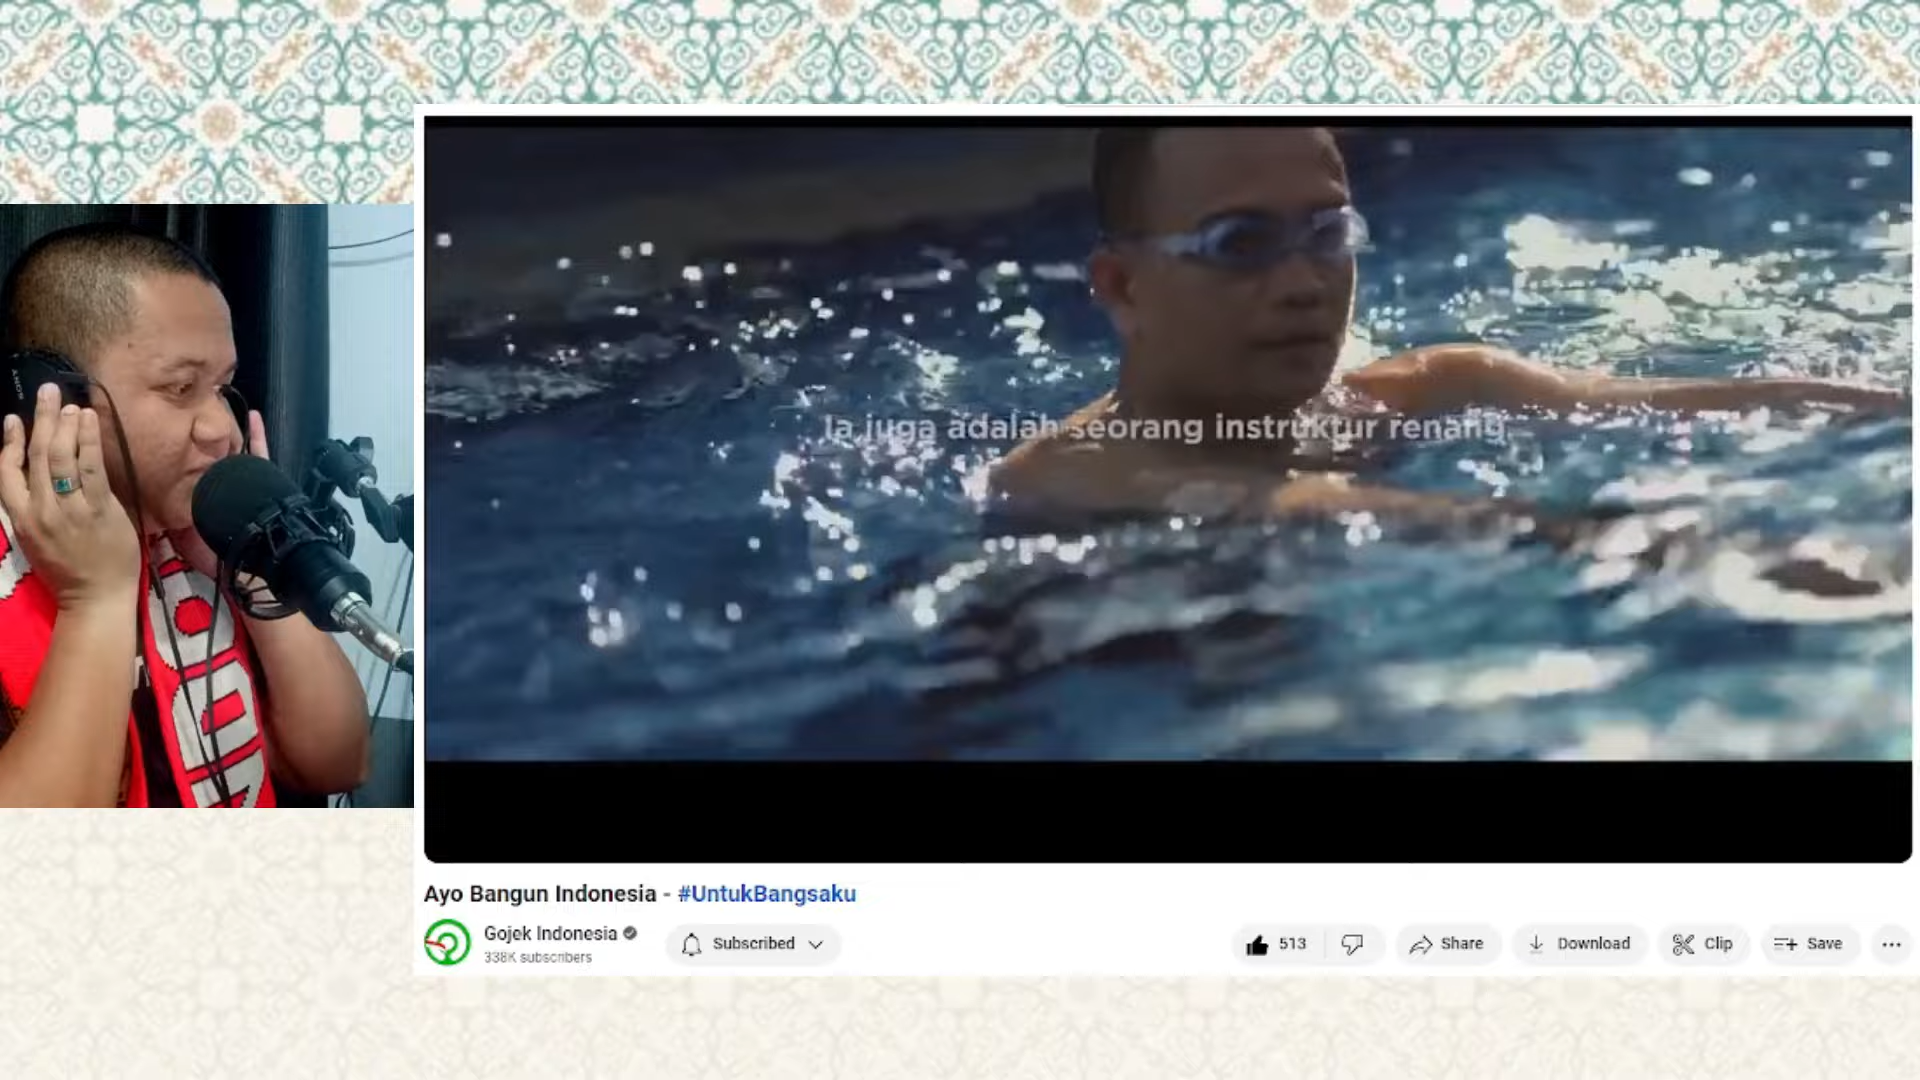 SONY
Ia juga adalah seorang instruktur renang
Ayo Bangun Indonesia - #UntukBangsaku
Gojek Indonesia
338K subscribers
Subscribed
513
Share
Download
Clip
Save